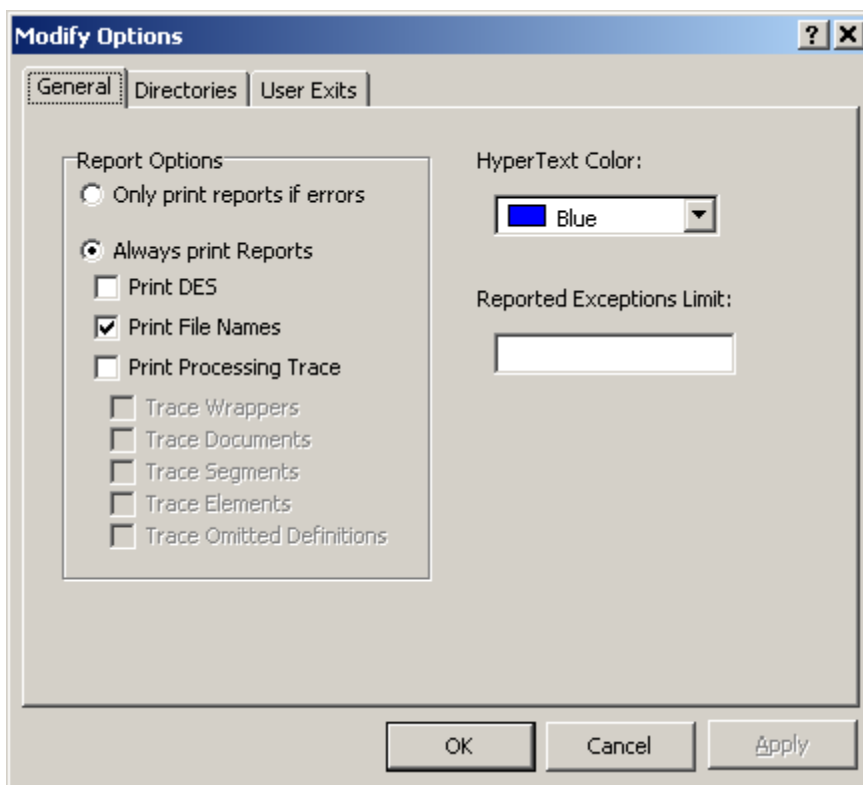 Modify Options
General
Directories
User Exits
Report Options
Only print reports if errors
Always print Reports
Print DES
Print File Names
Print Processing Trace
Trace Wrappers
Trace Documents
Trace Segments
Trace Elements
Trace Omitted Definitions
HyperText Color:
Blue
Reported Exceptions Limit:
OK
Cancel
Apply